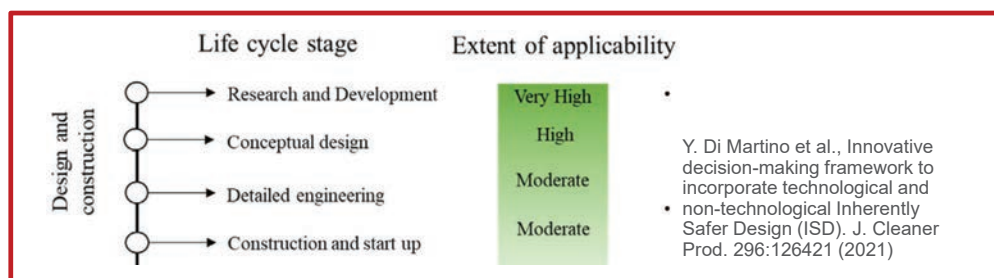 Life cycle stage
Extent of applicability
Design and
construction
Research and Development
Very High
Conceptual design
High
Detailed engineering
Moderate
Construction and start up
Moderate
•
Y. Di Martino et al., Innovative
decision-making framework to
incorporate technological and
• non-technological Inherently
Safer Design (ISD). J. Cleaner
Prod. 296:126421 (2021)